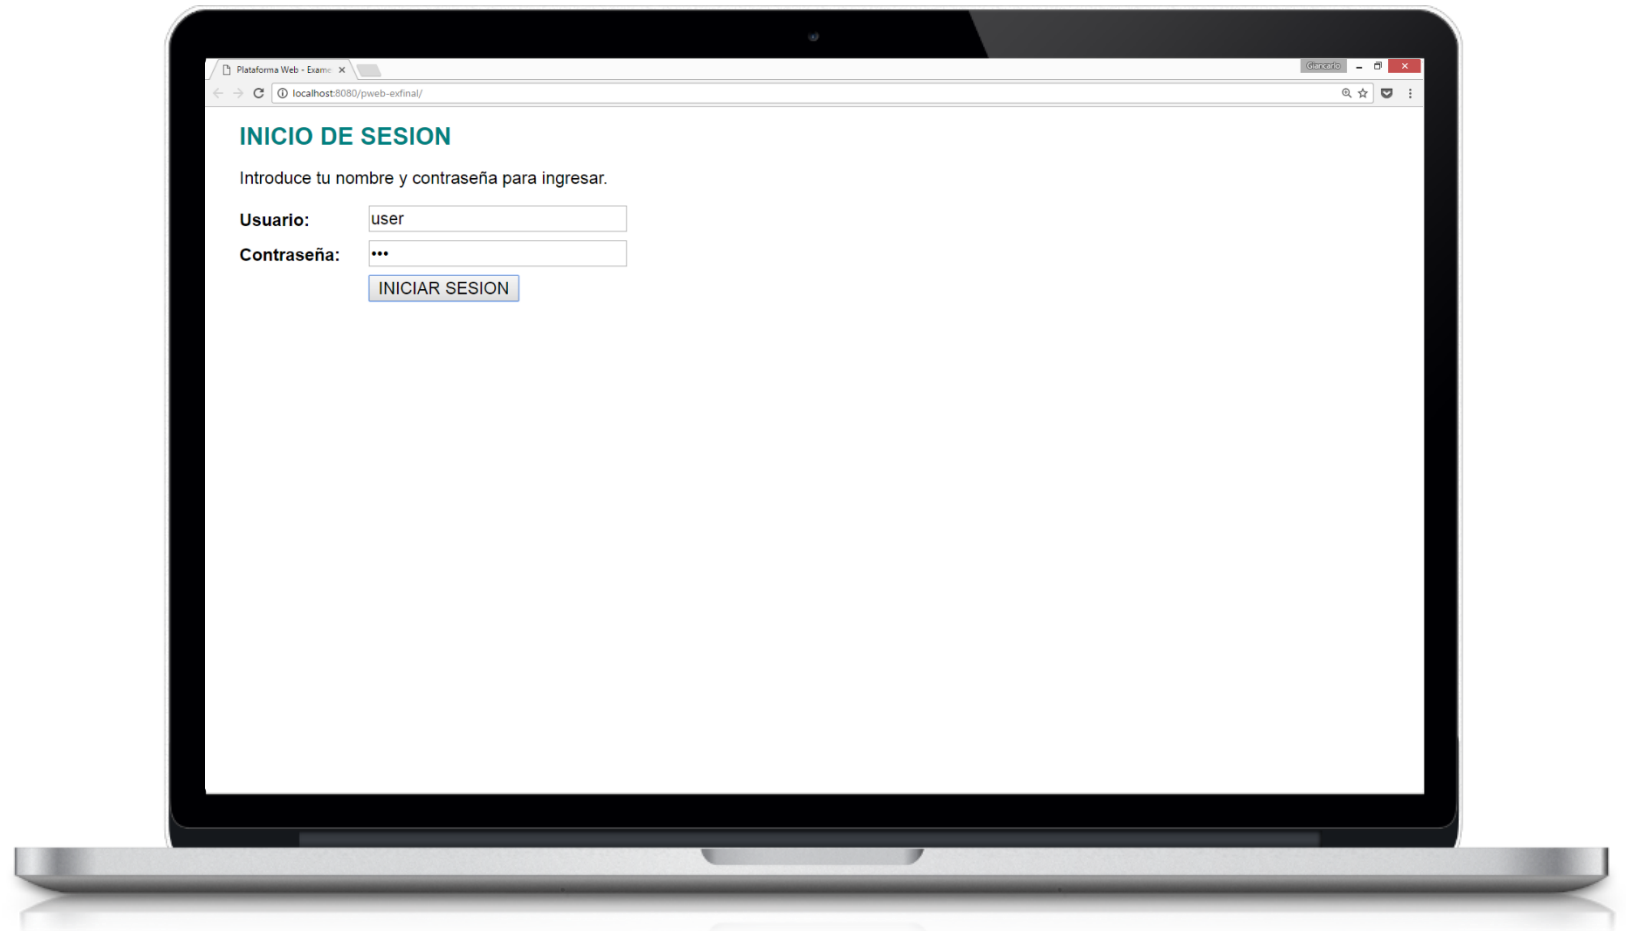 Plataforma Web - Exame
Giancarlo
localhost:8080/pweb-exfinal/
INICIO DE SESION
Introduce tu nombre y contraseña para ingresar.
Usuario: user
Contraseña: •••
INICIAR SESION